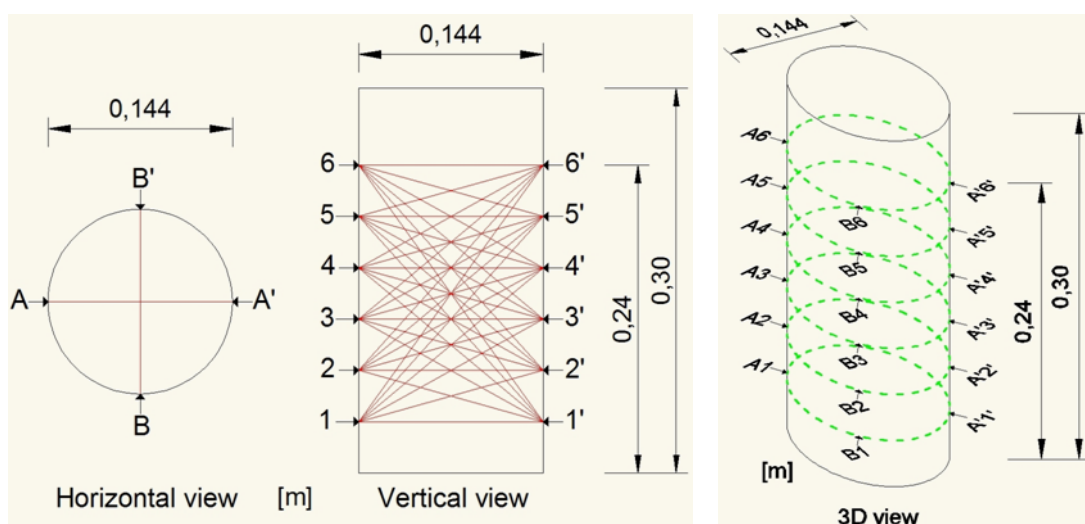 0,144
B'
A
A'
B
Horizontal view
[m]
0,144
6
6'
5
5'
4
4'
3
3'
2
2'
1
1'
0,24
0,30
Vertical view
0,144
A6
A5
A4
A3
A2
A1
A'6'
A'5'
A'4'
A'3'
A'2'
A'1'
B6
B5
B4
B3
B2
B1
0,24
0,30
[m]
3D view